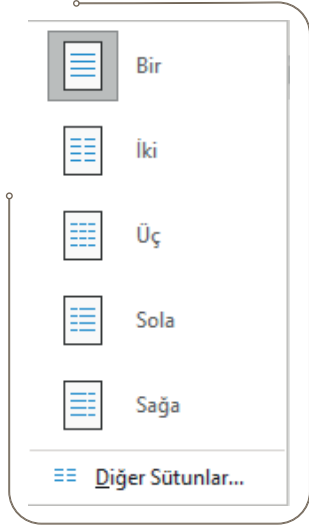 Bir
İki
Üç
Sola
Sağa
Diğer Sütunlar...